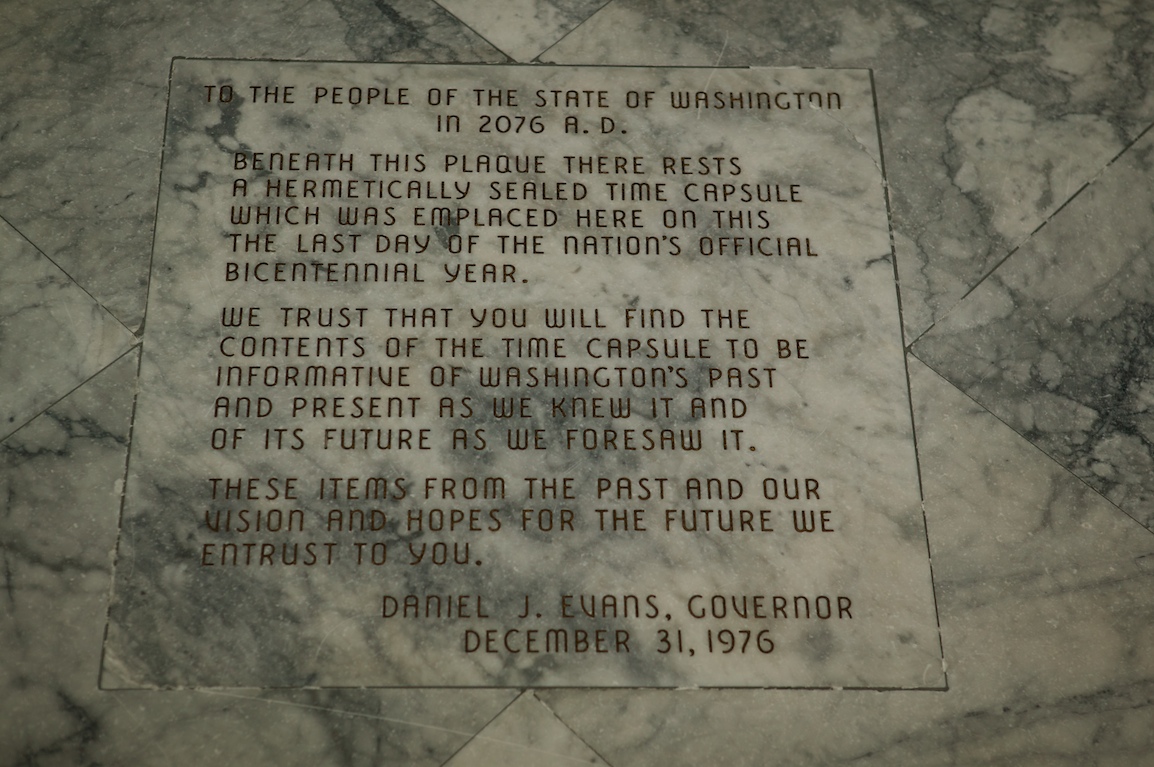 TO THE PEOPLE OF THE STATE OF WASHINGTON
IN 2076 A. D.
BENEATH THIS PLAQUE THERE RESTS
A HERMETICALLY SEALED TIME CAPSULE
WHICH WAS EMPLACED HERE ON THIS
THE LAST DAY OF THE NATION'S OFFICIAL
BICENTENNIAL YEAR.
WE TRUST THAT YOU WILL FIND THE
CONTENTS OF THE TIME CAPSULE TO BE
INFORMATIVE OF WASHINGTON'S PAST
AND PRESENT AS WE KNEW IT AND
OF ITS FUTURE AS WE FORESAW IT.
THESE ITEMS FROM THE PAST AND OUR
VISION AND HOPES FOR THE FUTURE WE
ENTRUST TO YOU.
DANIEL J. EVANS, GOVERNOR
DECEMBER 31, 1976